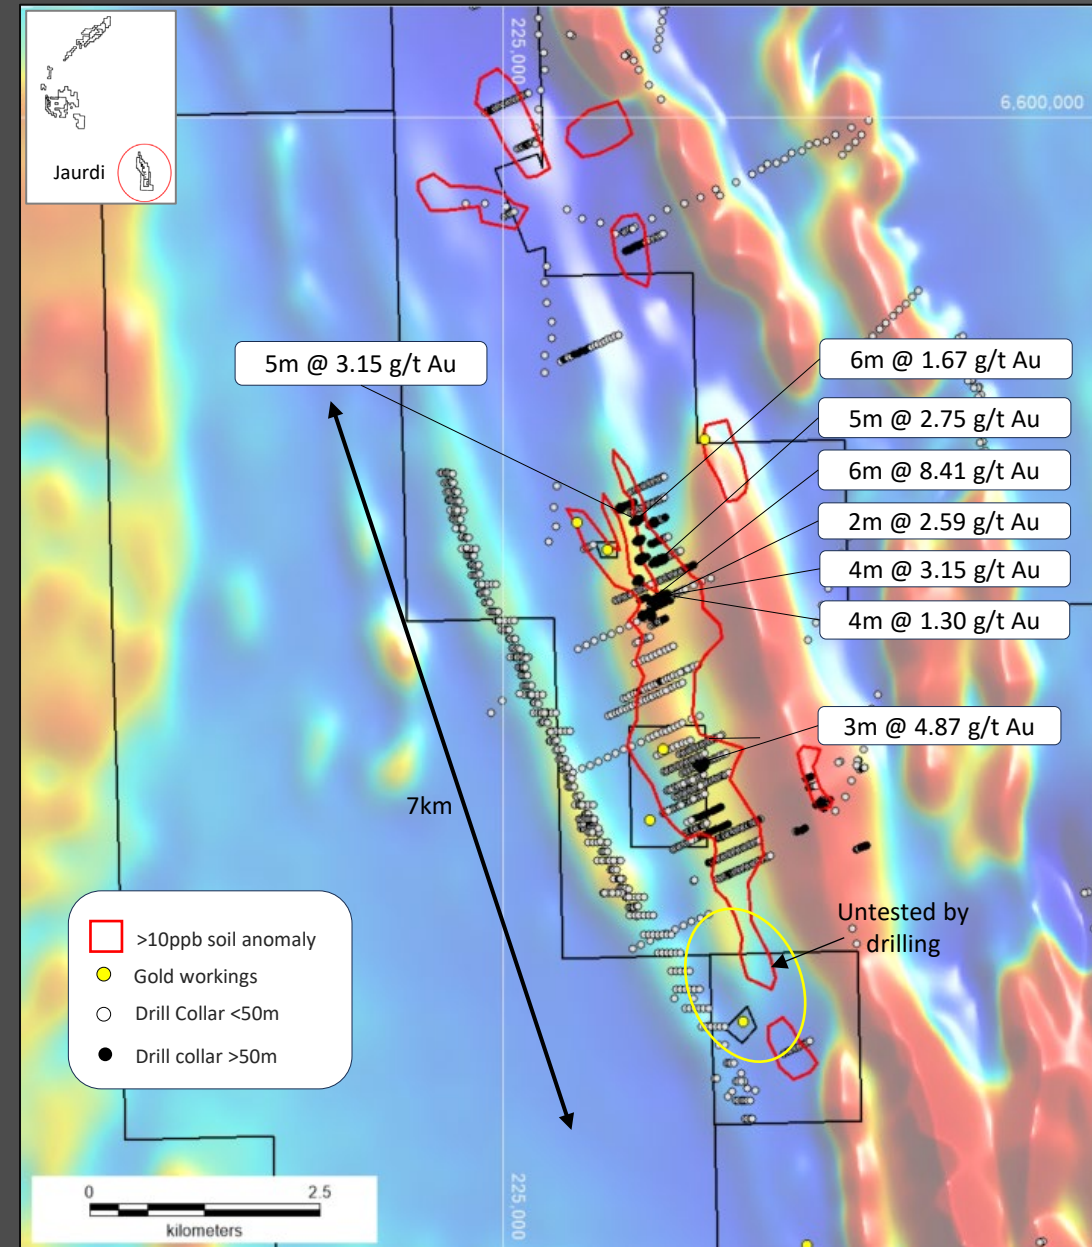 Jaurdi
225,000
6,600,000
5m @ 3.15 g/t Au
6m @ 1.67 g/t Au
5m @ 2.75 g/t Au
6m @ 8.41 g/t Au
2m @ 2.59 g/t Au
4m @ 3.15 g/t Au
4m @ 1.30 g/t Au
3m @ 4.87 g/t Au
7km
Untested by
drilling
>10ppb soil anomaly
Gold workings
Drill Collar <50m
Drill collar >50m
0 2.5
kilometers
225,000